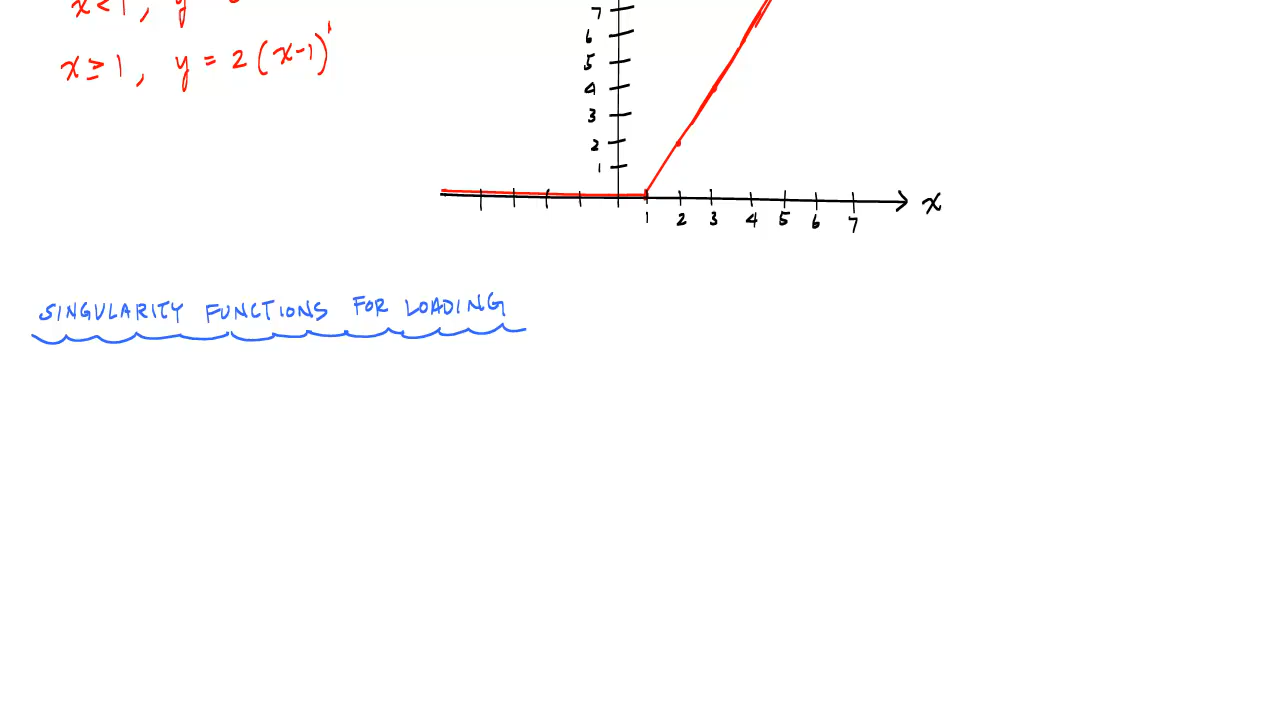 x < 1, y
x ≥ 1, y = 2(x-1)¹
7
6
5
4
3
2
1
1 2 3 4 5 6 7 x
SINGULARITY FUNCTIONS FOR LOADING